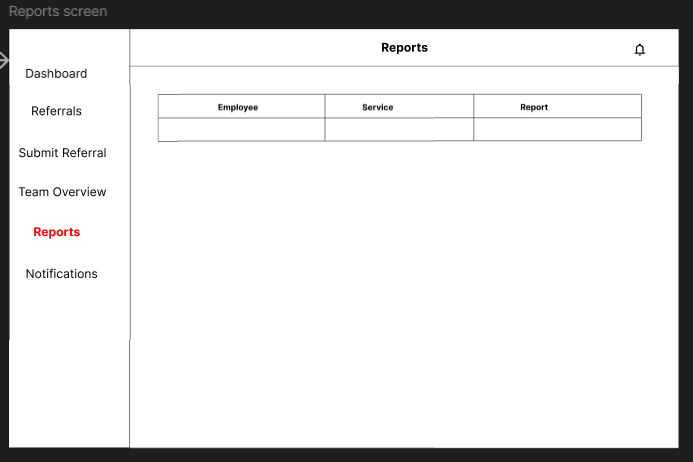 Reports screen
Reports
Dashboard
Referrals
Submit Referral
Team Overview
Reports
Notifications
Employee Service Report